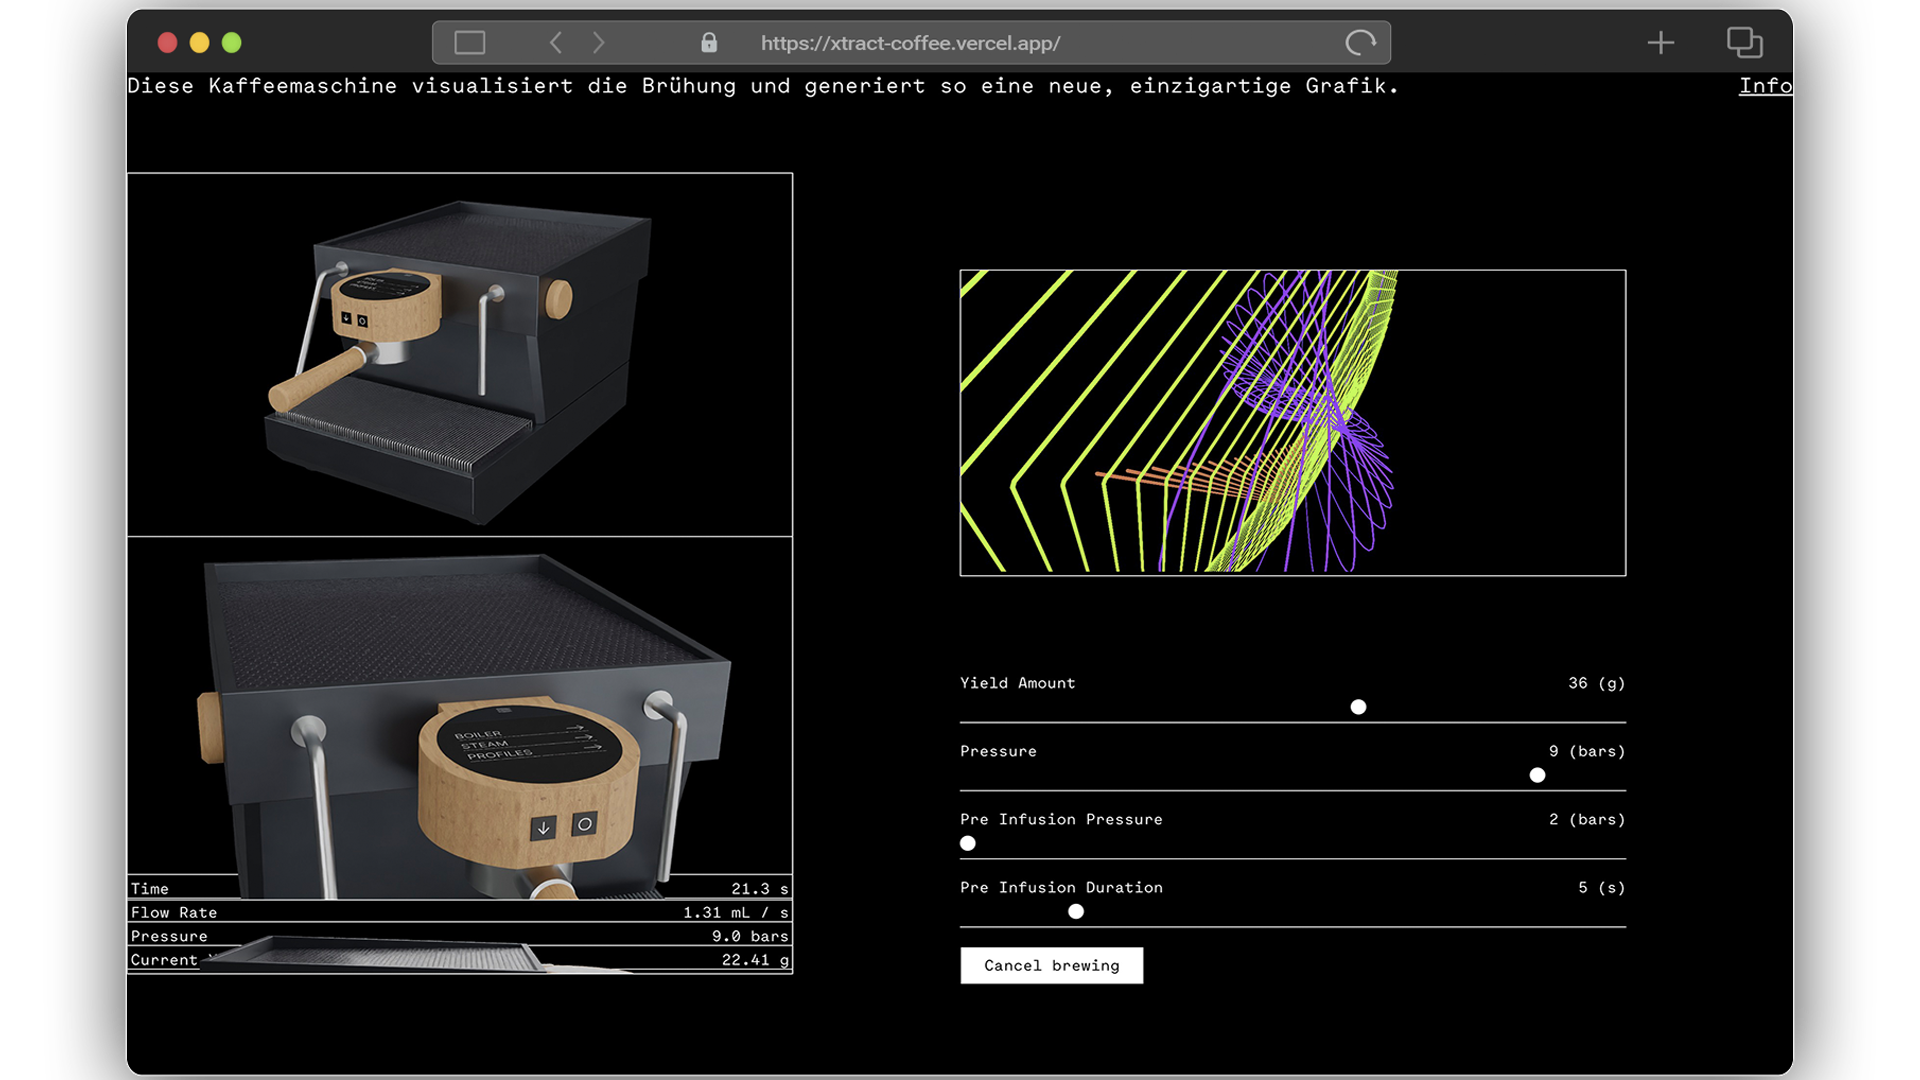 https://xtract-coffee.vercel.app/
Diese Kaffeemaschine visualisiert die Brühung und generiert so eine neue, einzigartige Grafik.
Info
BOILER
STEAM
PROFILES
Time 21.3 s
Flow Rate 1.31 mL / s
Pressure 9.0 bars
Current 22.41 g
Yield Amount 36 (g)
Pressure 9 (bars)
Pre Infusion Pressure 2 (bars)
Pre Infusion Duration 5 (s)
Cancel brewing